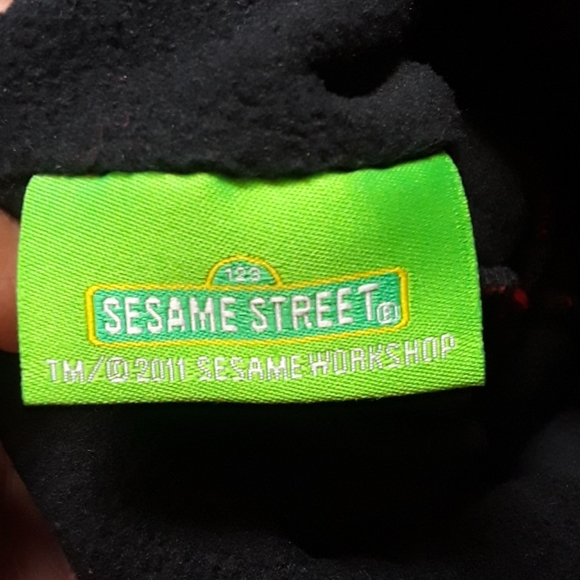 123
SESAME STREET®
TM/© 2011 SESAME WORKSHOP